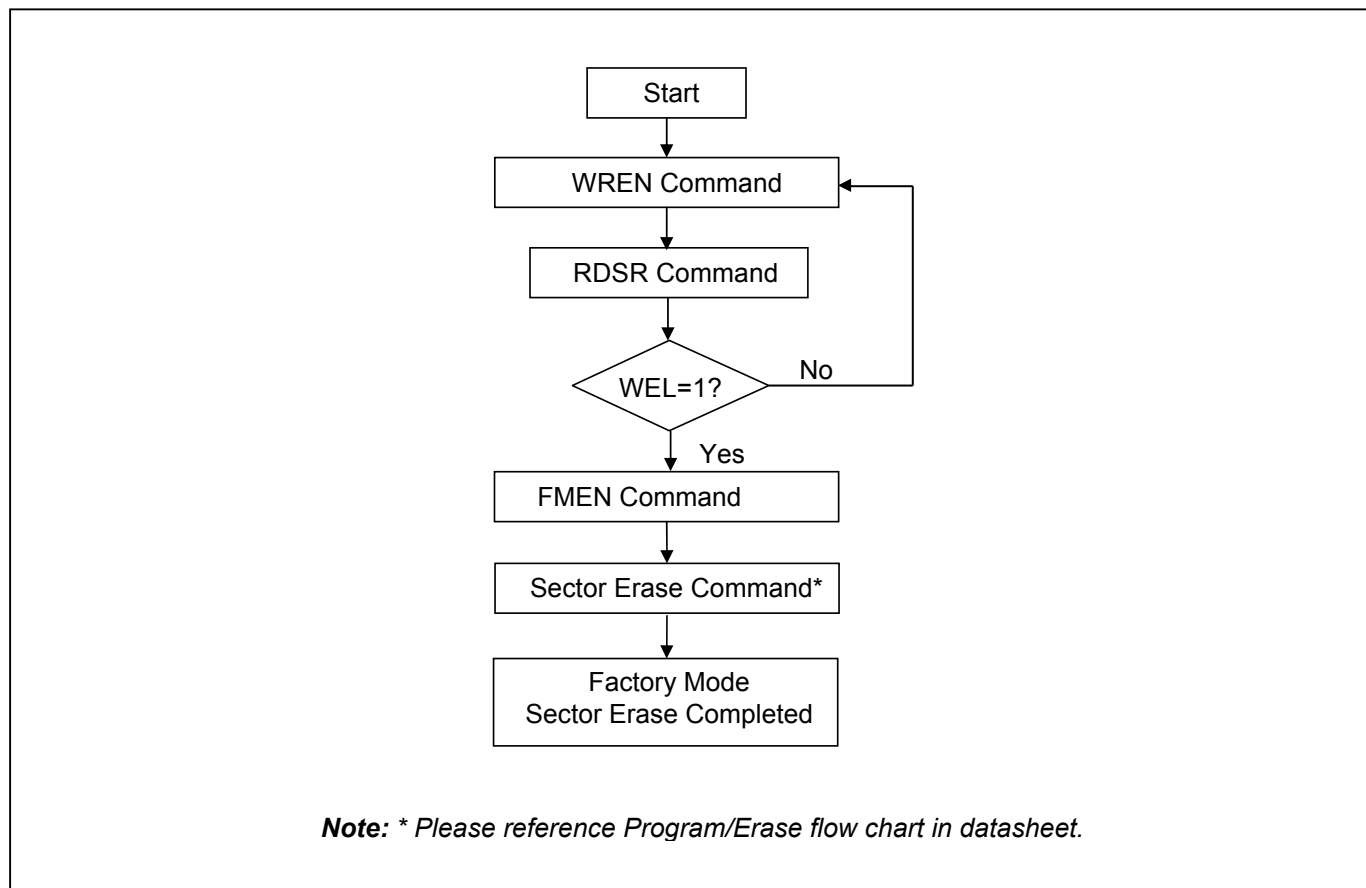 Start
WREN Command
RDSR Command
WEL=1?
No
Yes
FMEN Command
Sector Erase Command*
Factory Mode
Sector Erase Completed
Note: * Please reference Program/Erase flow chart in datasheet.